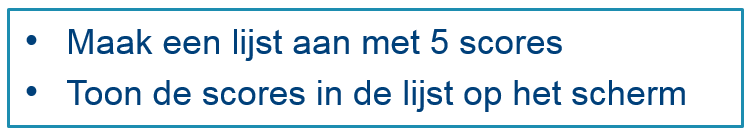 • Maak een lijst aan met 5 scores
• Toon de scores in de lijst op het scherm